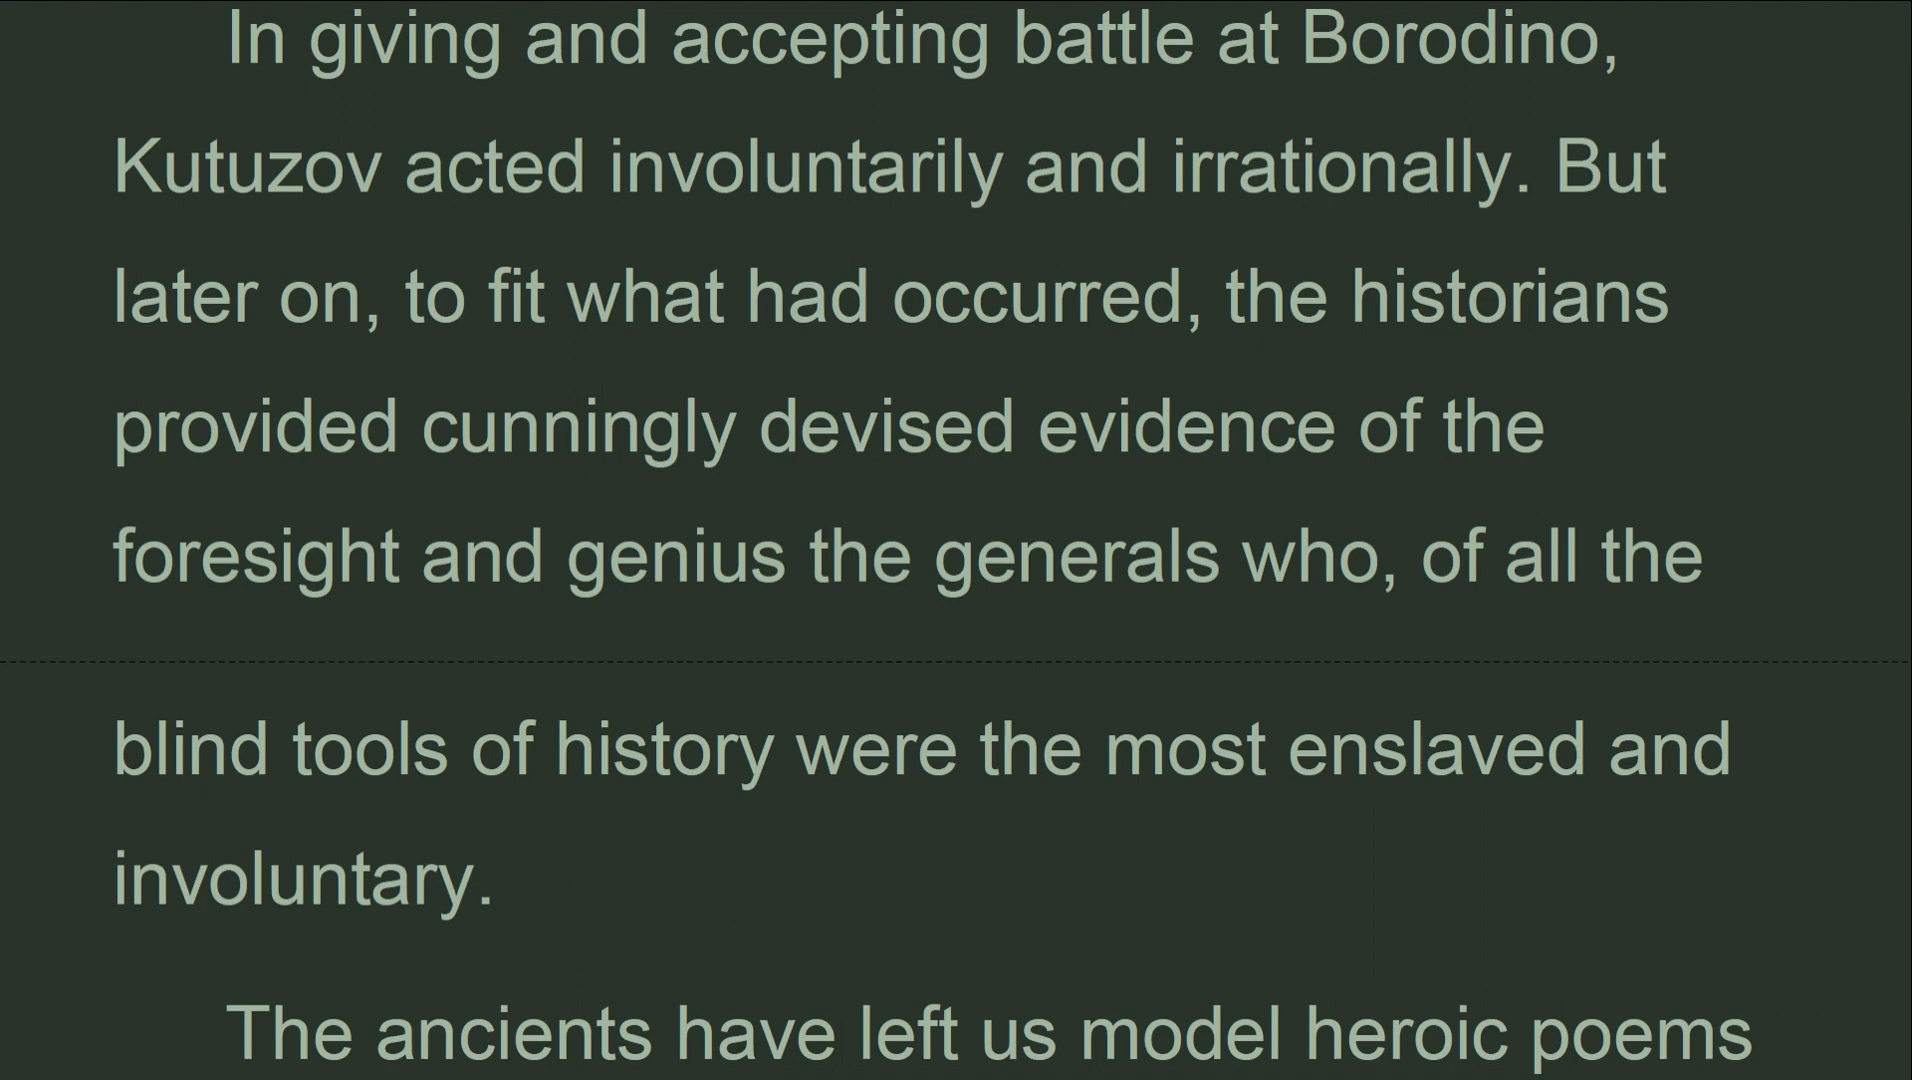 In giving and accepting battle at Borodino,
Kutuzov acted involuntarily and irrationally. But
later on, to fit what had occurred, the historians
provided cunningly devised evidence of the
foresight and genius the generals who, of all the
blind tools of history were the most enslaved and
involuntary.
The ancients have left us model heroic poems